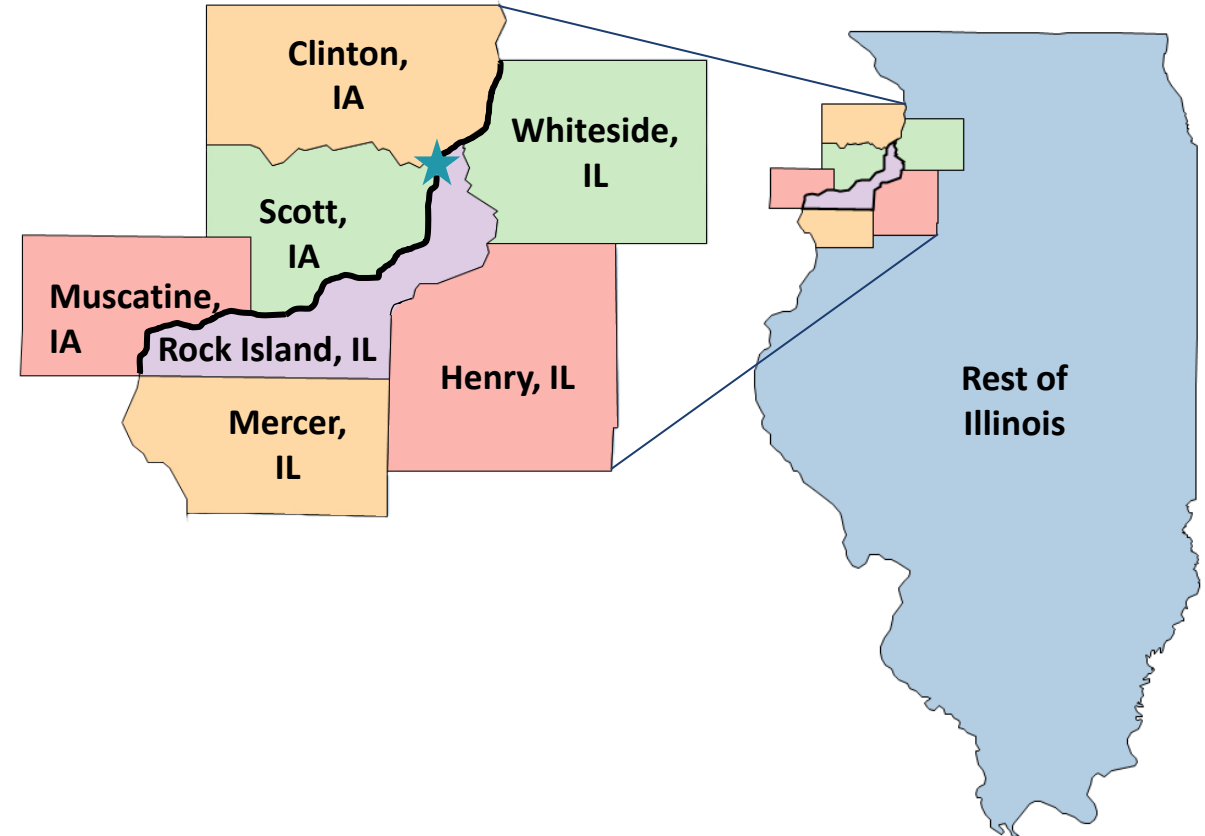 Clinton,
IA
Whiteside,
IL
Scott,
IA
Muscatine,
IA
Rock Island, IL
Henry, IL
Mercer,
IL
Rest of
Illinois